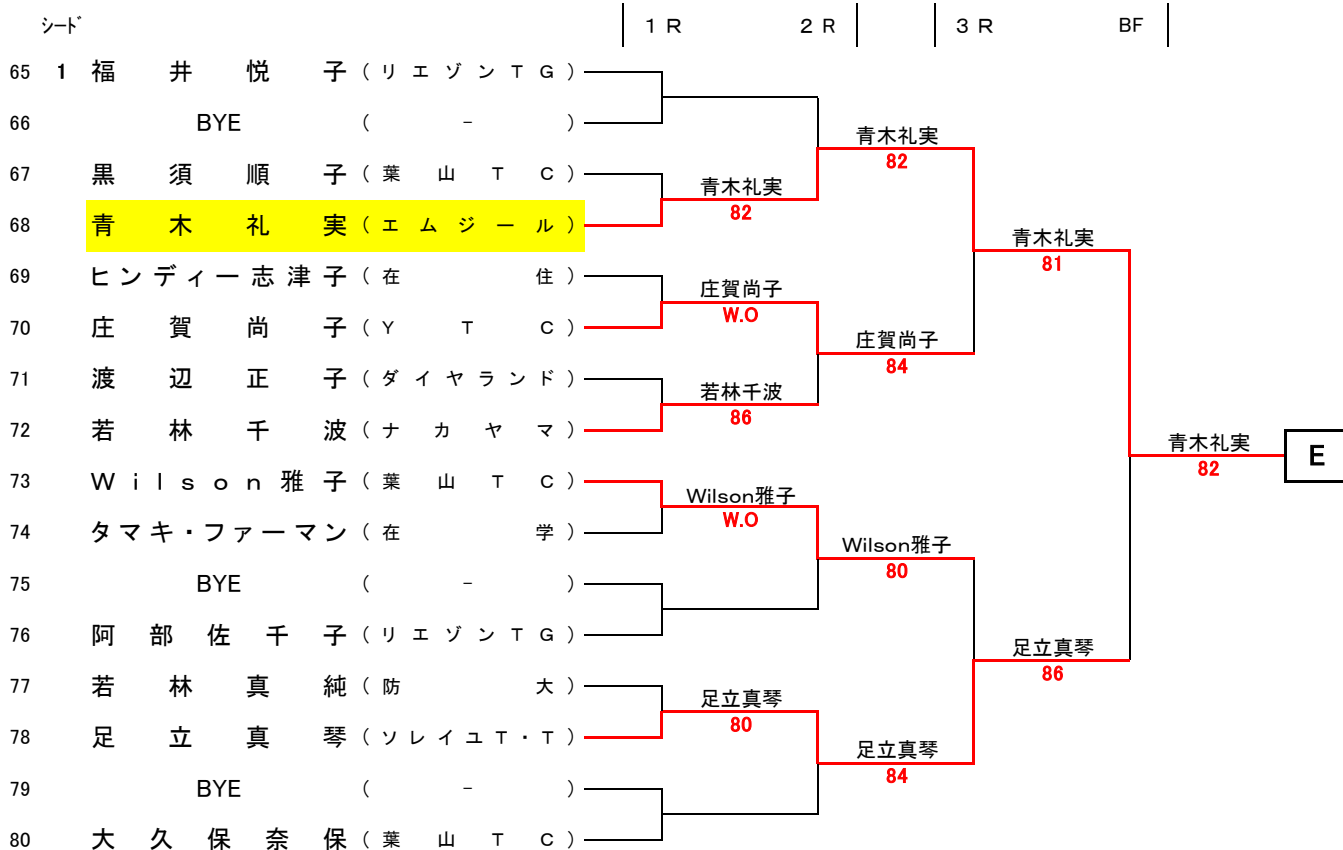 シード 1R 2R 3R BF
65 1 福井悦子 (リエゾンTG)
66 BYE ( - )
青木礼実
82
67 黒須順子 (葉山TC)
青木礼実
82
68 青木礼実 (エムジール)
青木礼実
81
69 ヒンディー志津子 (在住)
庄賀尚子
W.O
70 庄賀尚子 (YTC)
庄賀尚子
84
71 渡辺正子 (ダイヤランド)
若林千波
86
72 若林千波 (ナカヤマ)
青木礼実
82
E
73 Wilson雅子 (葉山TC)
Wilson雅子
W.O
74 タマキ・ファーマン (在学)
Wilson雅子
80
75 BYE ( - )
76 阿部佐千子 (リエゾンTG)
足立真琴
86
77 若林真純 (防大)
足立真琴
80
78 足立真琴 (ソレイユT・T)
足立真琴
84
79 BYE ( - )
80 大久保奈保 (葉山TC)